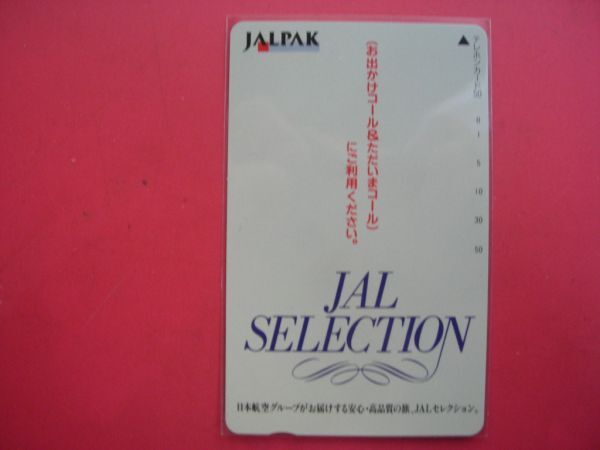 JALPAK
テレホンカード50
(お出かけコール&ただいまコール)
にご利用ください。
0
1
5
10
30
50
JAL
SELECTION
日本航空グループがお届けする安心・高品質の旅、JALセレクション。